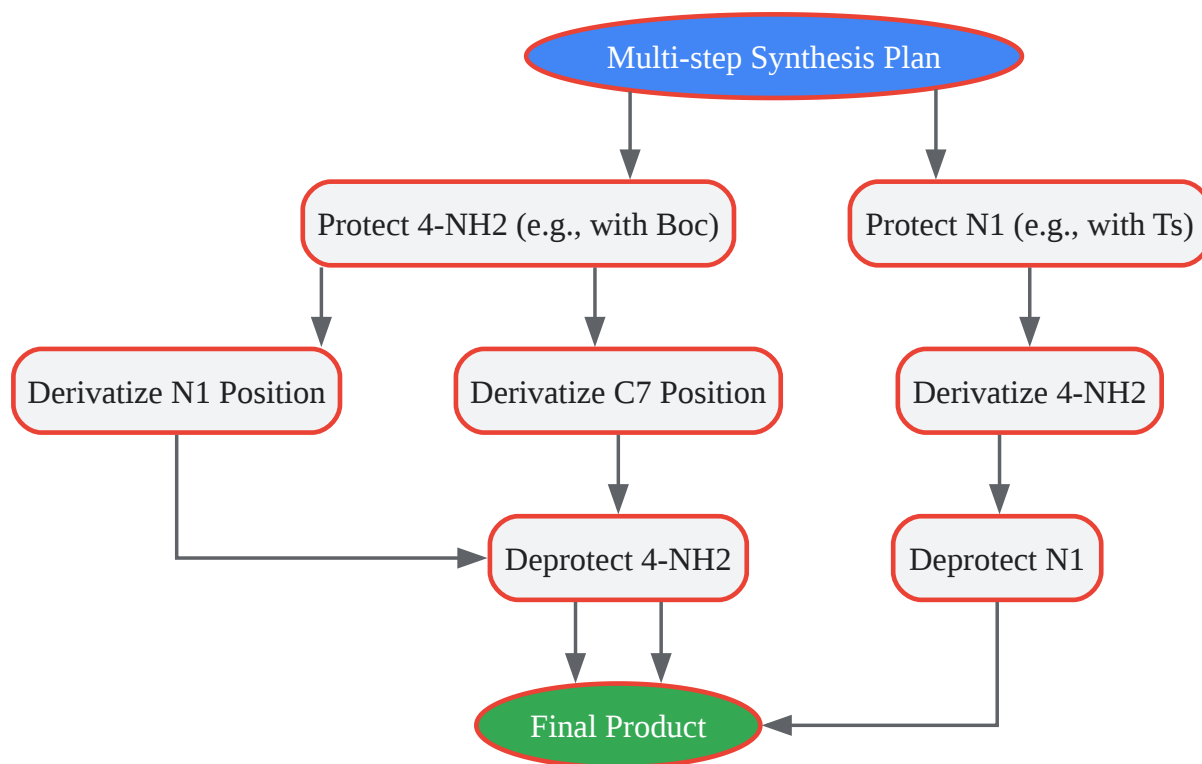 Multi-step Synthesis Plan
Protect 4-NH2 (e.g., with Boc)
Protect N1 (e.g., with Ts)
Derivatize N1 Position
Derivatize C7 Position
Derivatize 4-NH2
Deprotect 4-NH2
Deprotect N1
Final Product